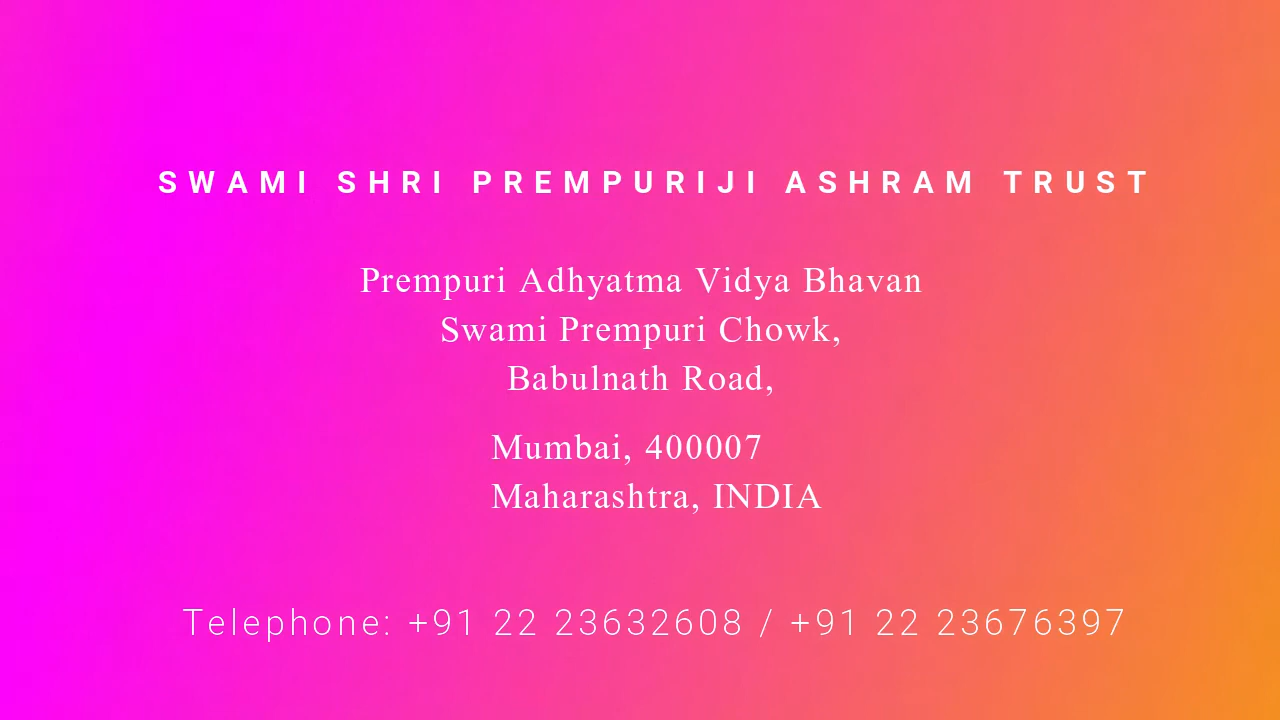 SWAMI SHRI PREMPURIJI ASHRAM TRUST
Prempuri Adhyatma Vidya Bhavan
Swami Prempuri Chowk,
Babulnath Road,
Mumbai, 400007
Maharashtra, INDIA
Telephone: +91 22 23632608 / +91 22 23676397